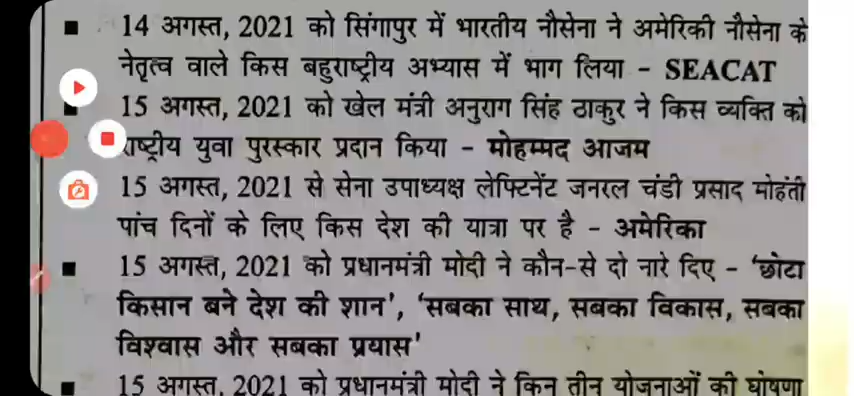 ▪ 14 अगस्त, 2021 को सिंगापुर में भारतीय नौसेना ने अमेरिकी नौसेना के
नेतृत्व वाले किस बहुराष्ट्रीय अभ्यास में भाग लिया - SEACAT
▪ 15 अगस्त, 2021 को खेल मंत्री अनुराग सिंह ठाकुर ने किस व्यक्ति को
राष्ट्रीय युवा पुरस्कार प्रदान किया - मोहम्मद आजम
15 अगस्त, 2021 से सेना उपाध्यक्ष लेफ्टिनेंट जनरल चंडी प्रसाद मोहंती
पांच दिनों के लिए किस देश की यात्रा पर है - अमेरिका
▪ 15 अगस्त, 2021 को प्रधानमंत्री मोदी ने कौन-से दो नारे दिए - 'छोटा
किसान बने देश की शान', 'सबका साथ, सबका विकास, सबका
विश्वास और सबका प्रयास'
▪ 15 अगस्त, 2021 को प्रधानमंत्री मोदी ने किन तीन योजनाओं की घोषणा